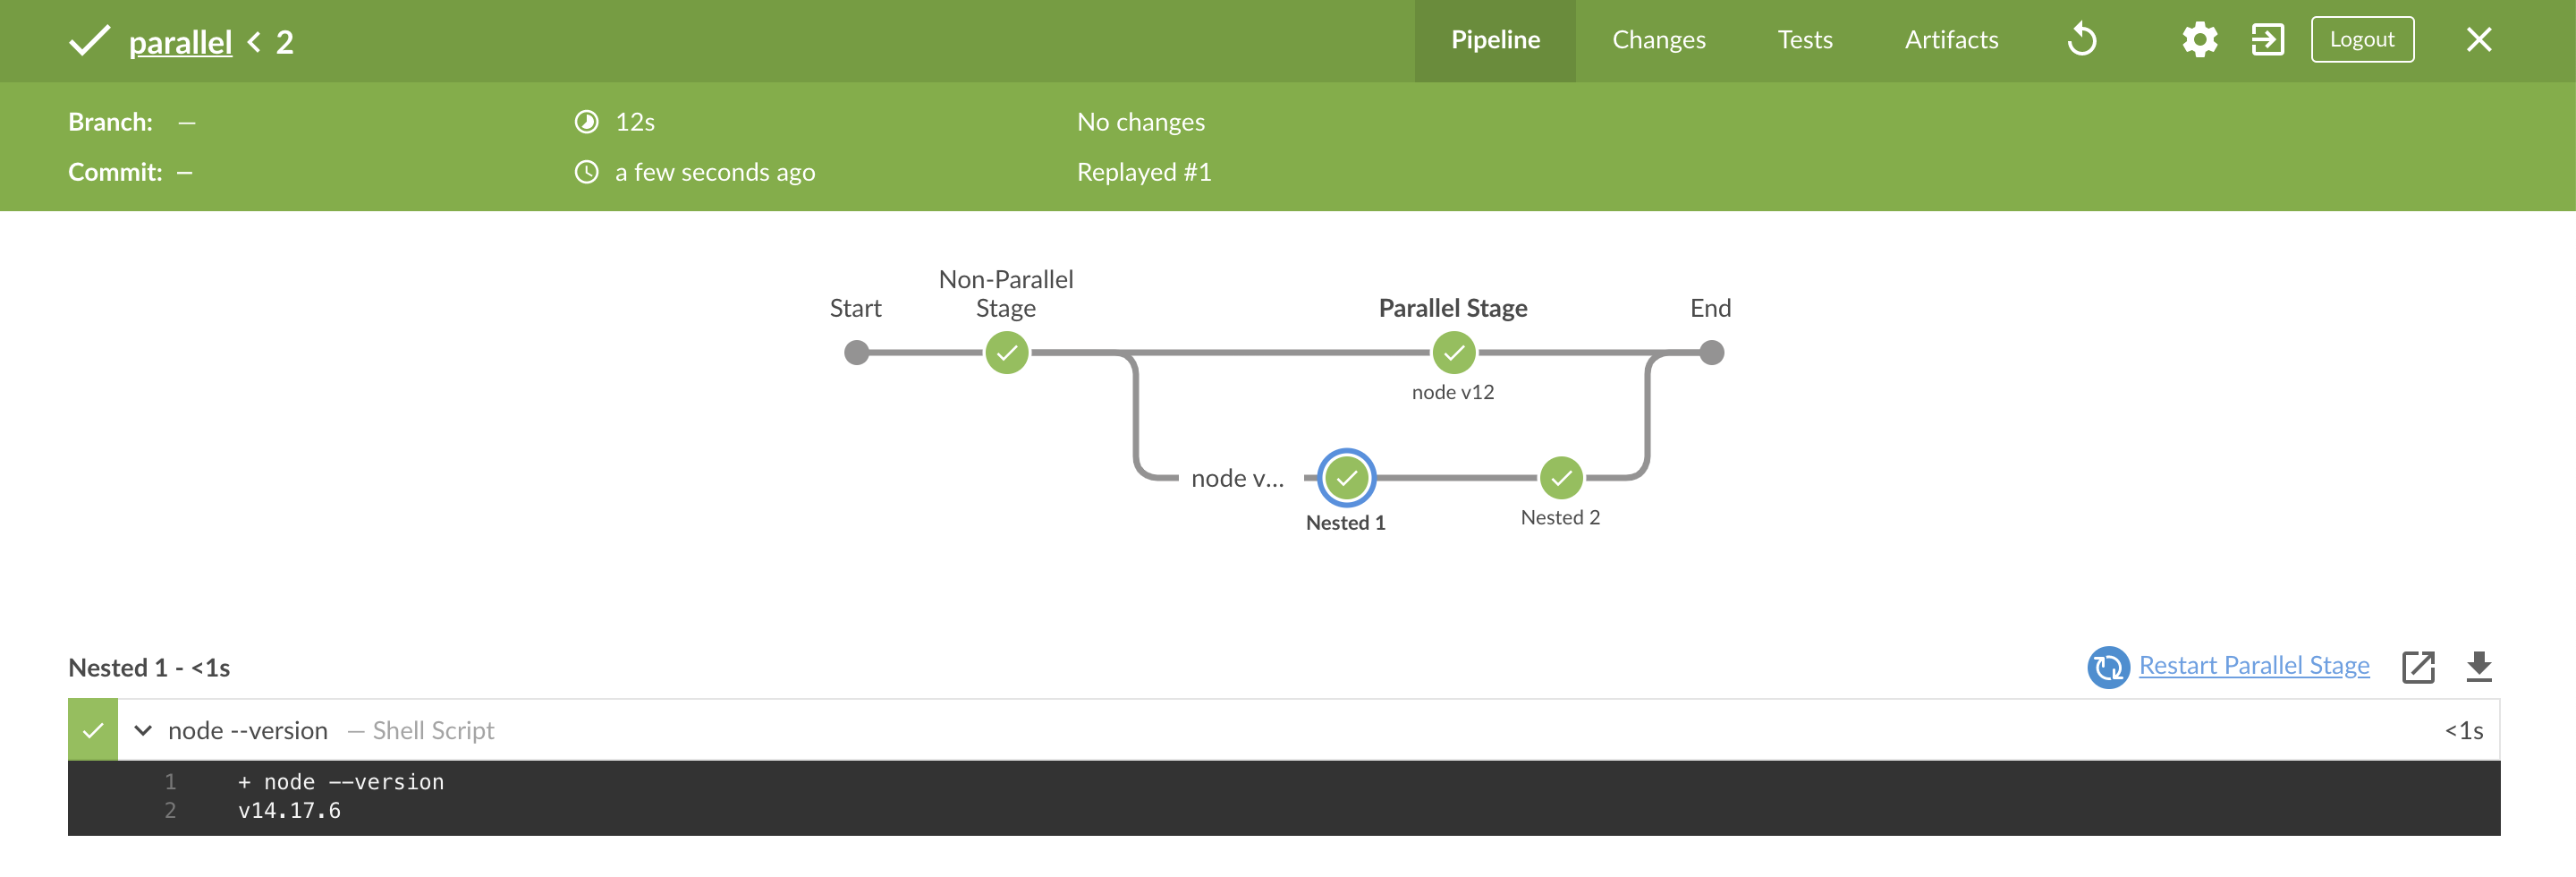 parallel < 2
Pipeline Changes Tests Artifacts Logout
Branch: — 12s No changes
Commit: — a few seconds ago Replayed #1
Non-Parallel
Start Stage Parallel Stage End
node v12
node v...
Nested 1 Nested 2
Nested 1 - <1s Restart Parallel Stage
node --version — Shell Script <1s
1 + node --version
2 v14.17.6